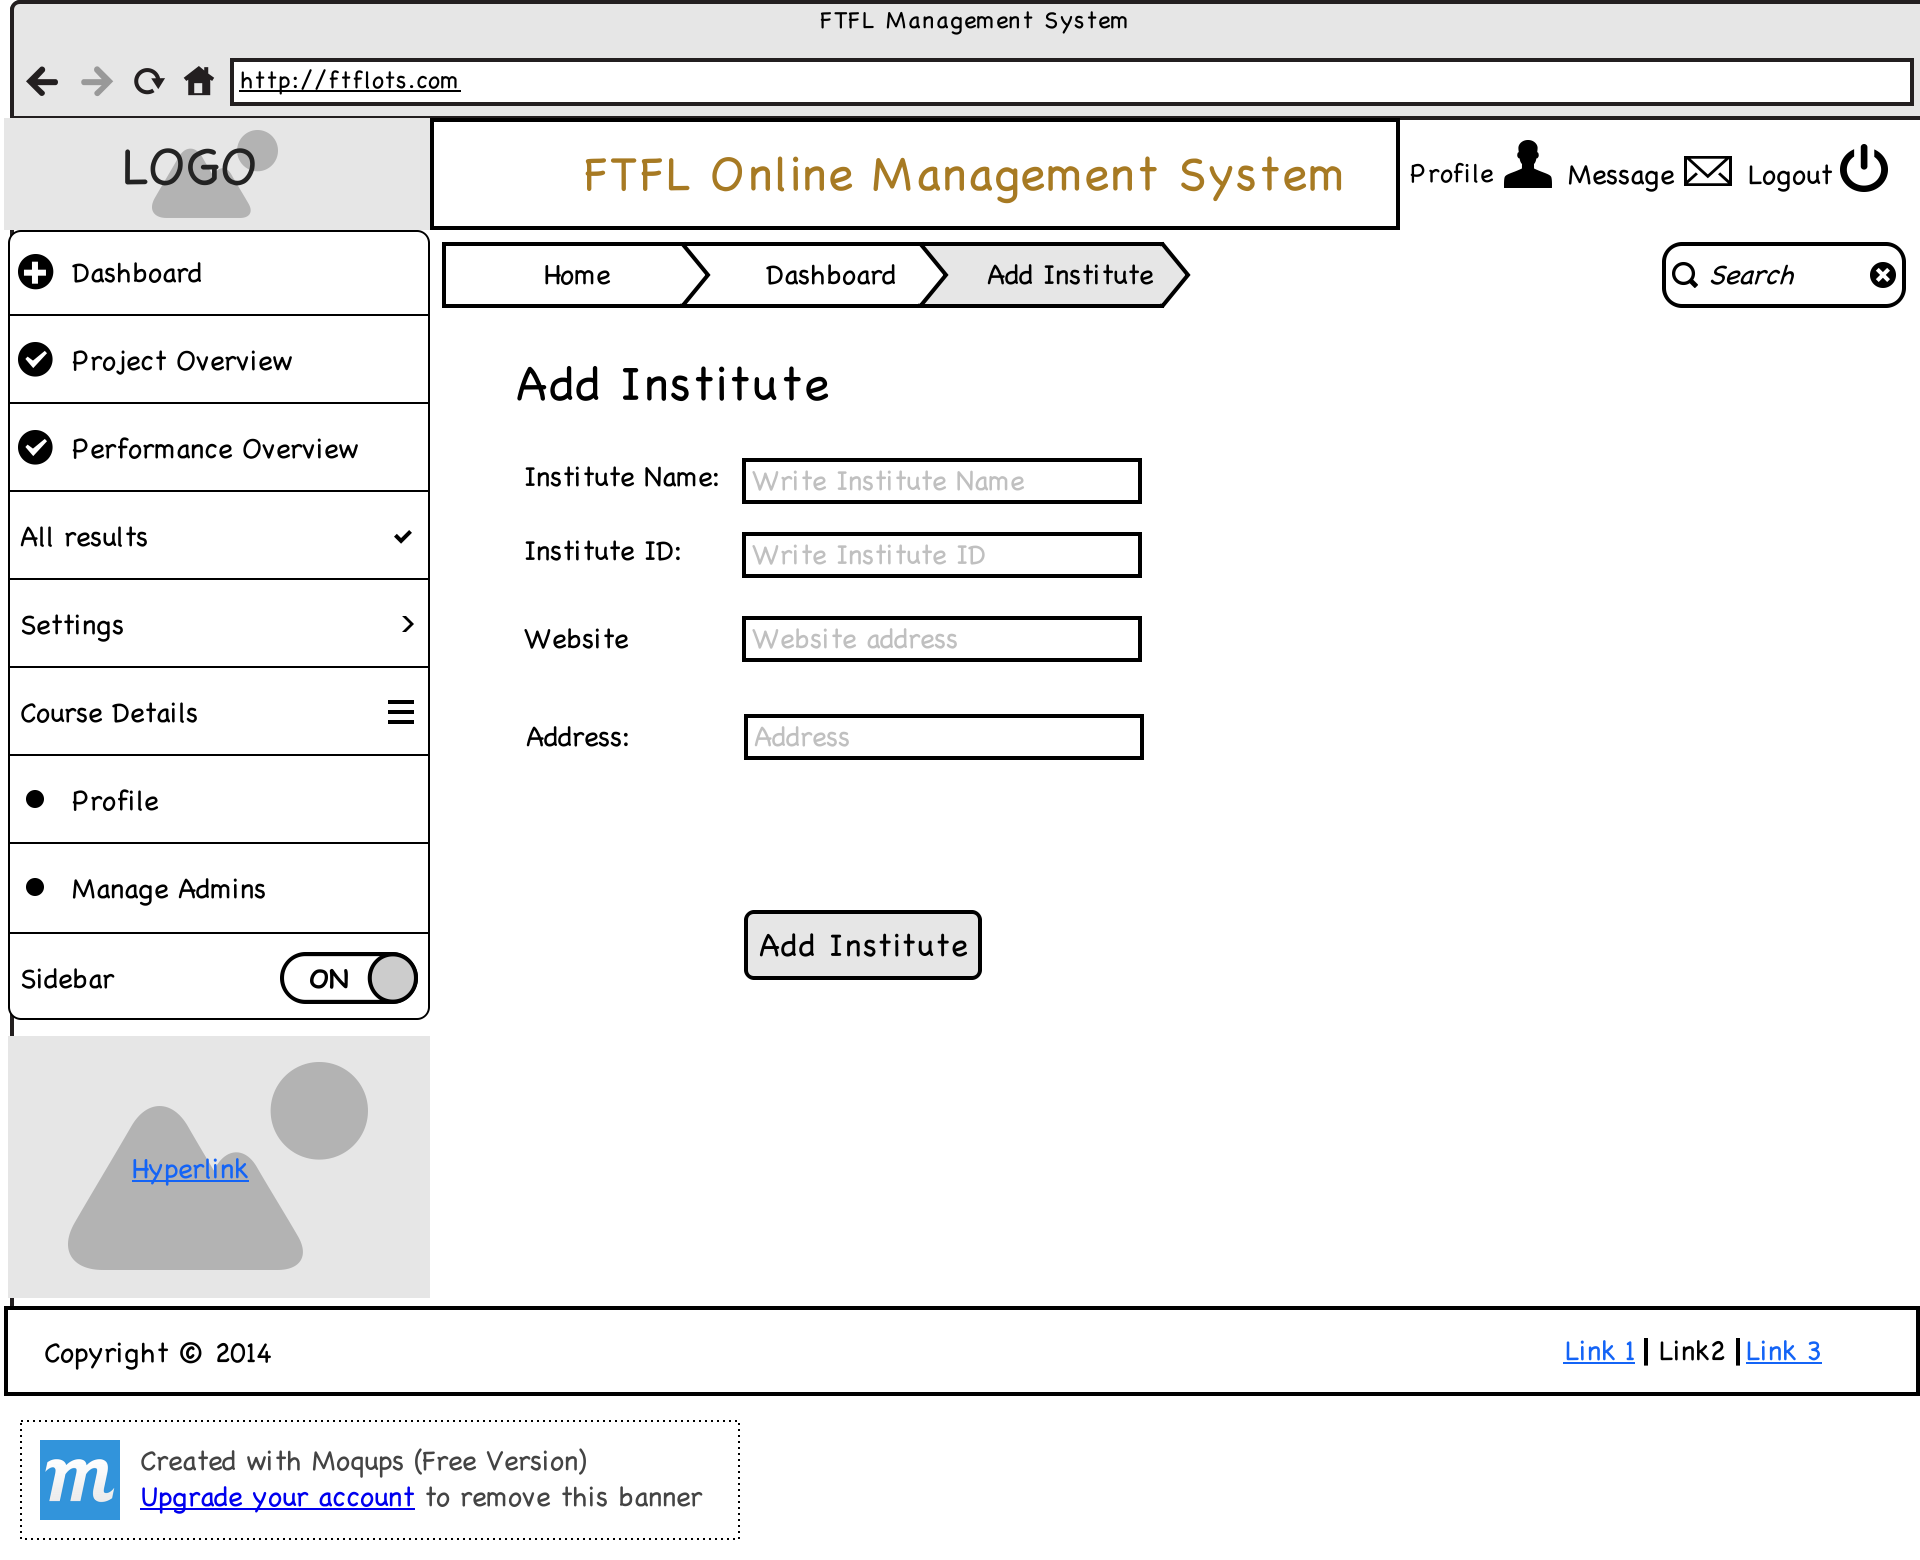 FTFL Management System
http://ftflots.com
LOGO
FTFL Online Management System
Profile
Message
Logout
Dashboard
Project Overview
Performance Overview
All results
Settings
Course Details
Profile
Manage Admins
Sidebar ON
Hyperlink
Home
Dashboard
Add Institute
Search
Add Institute
Institute Name: Write Institute Name
Institute ID: Write Institute ID
Website Website address
Address: Address
Add Institute
Copyright © 2014
Link 1 | Link2 | Link 3
m
Created with Moqups (Free Version)
Upgrade your account to remove this banner